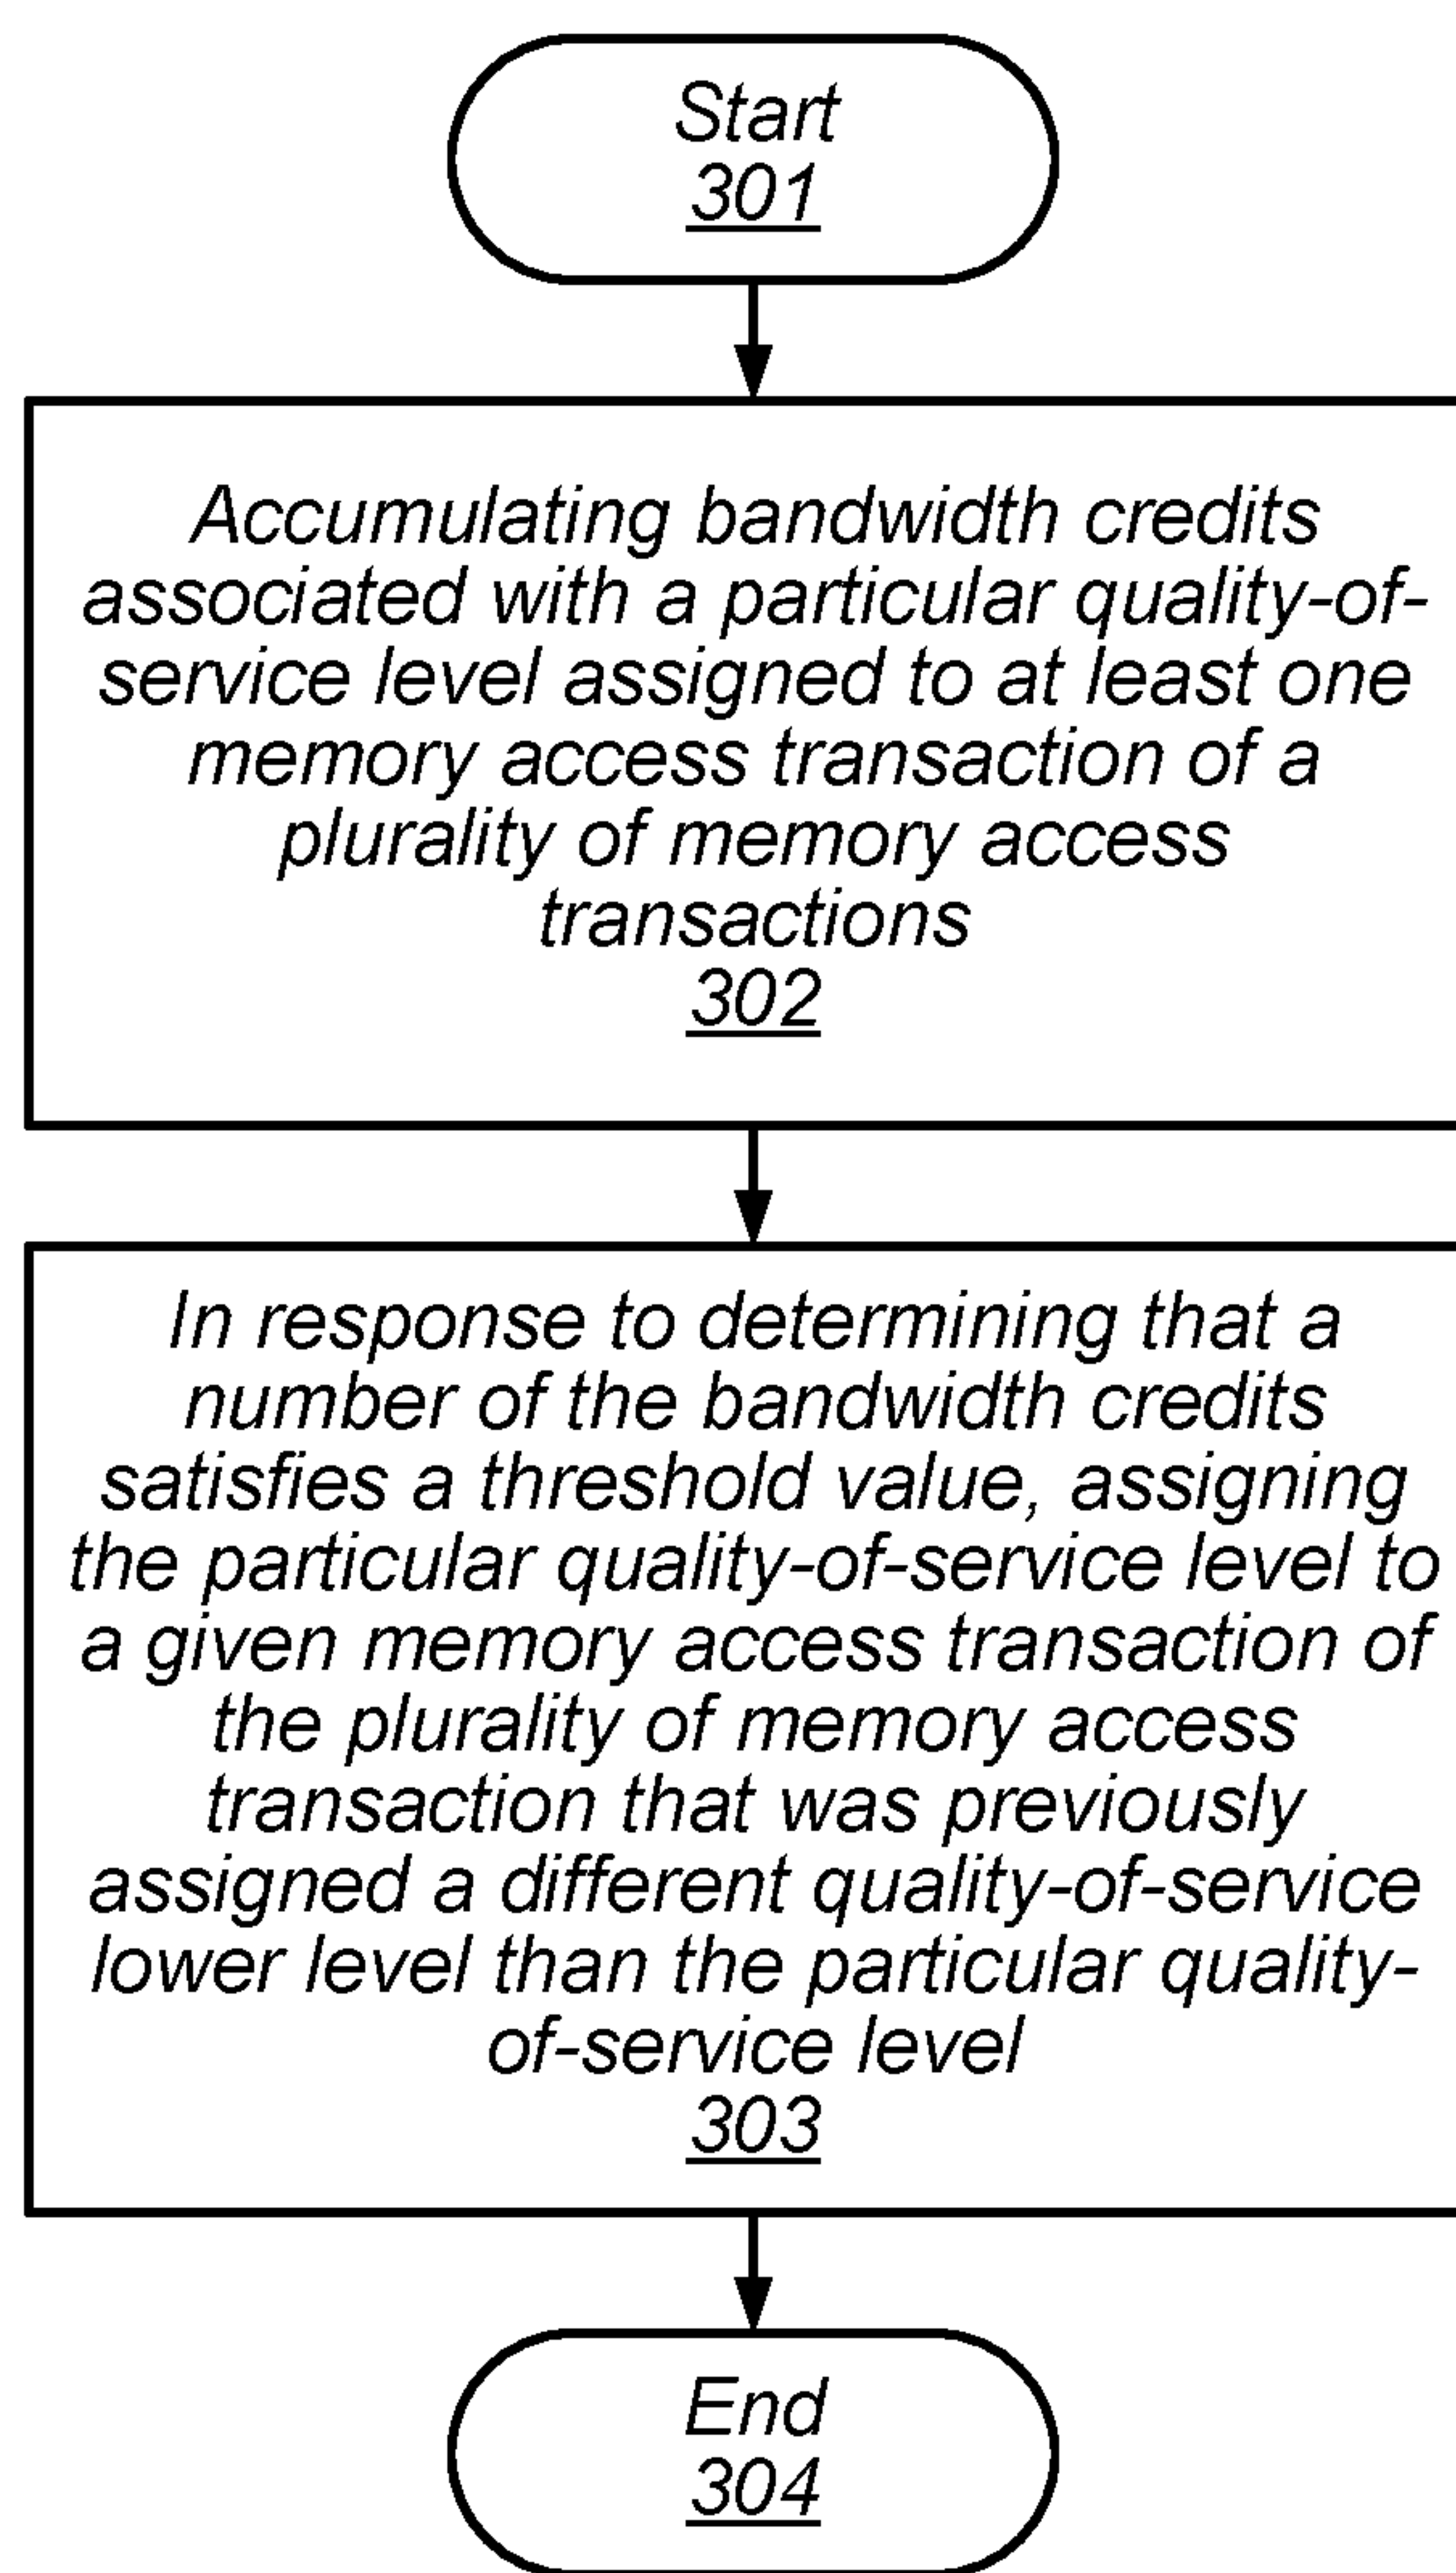 Start
301
Accumulating bandwidth credits
associated with a particular quality-of-
service level assigned to at least one
memory access transaction of a
plurality of memory access
transactions
302
In response to determining that a
number of the bandwidth credits
satisfies a threshold value, assigning
the particular quality-of-service level to
a given memory access transaction of
the plurality of memory access
transaction that was previously
assigned a different quality-of-service
lower level than the particular quality-
of-service level
303
End
304